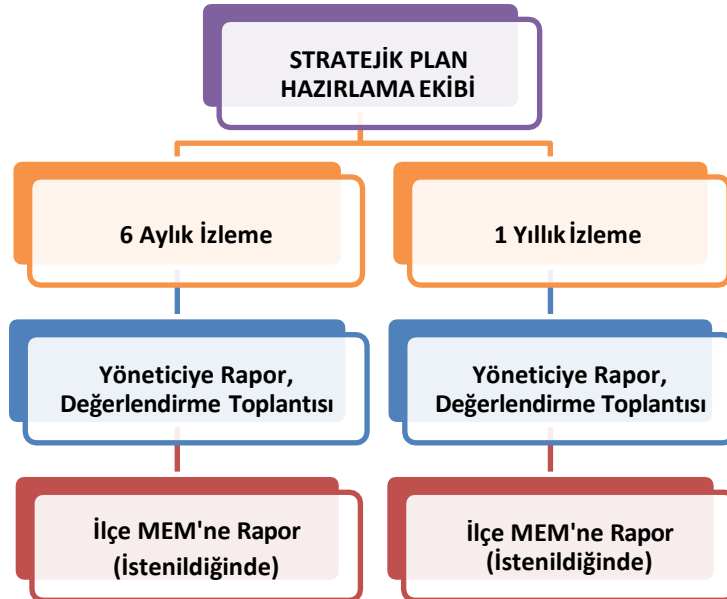 STRATEJİK PLAN
HAZIRLAMA EKİBİ
6 Aylık İzleme
1 Yıllık İzleme
Yöneticiye Rapor,
Değerlendirme Toplantısı
Yöneticiye Rapor,
Değerlendirme Toplantısı
İlçe MEM'ne Rapor
(İstenildiğinde)
İlçe MEM'ne Rapor
(İstenildiğinde)